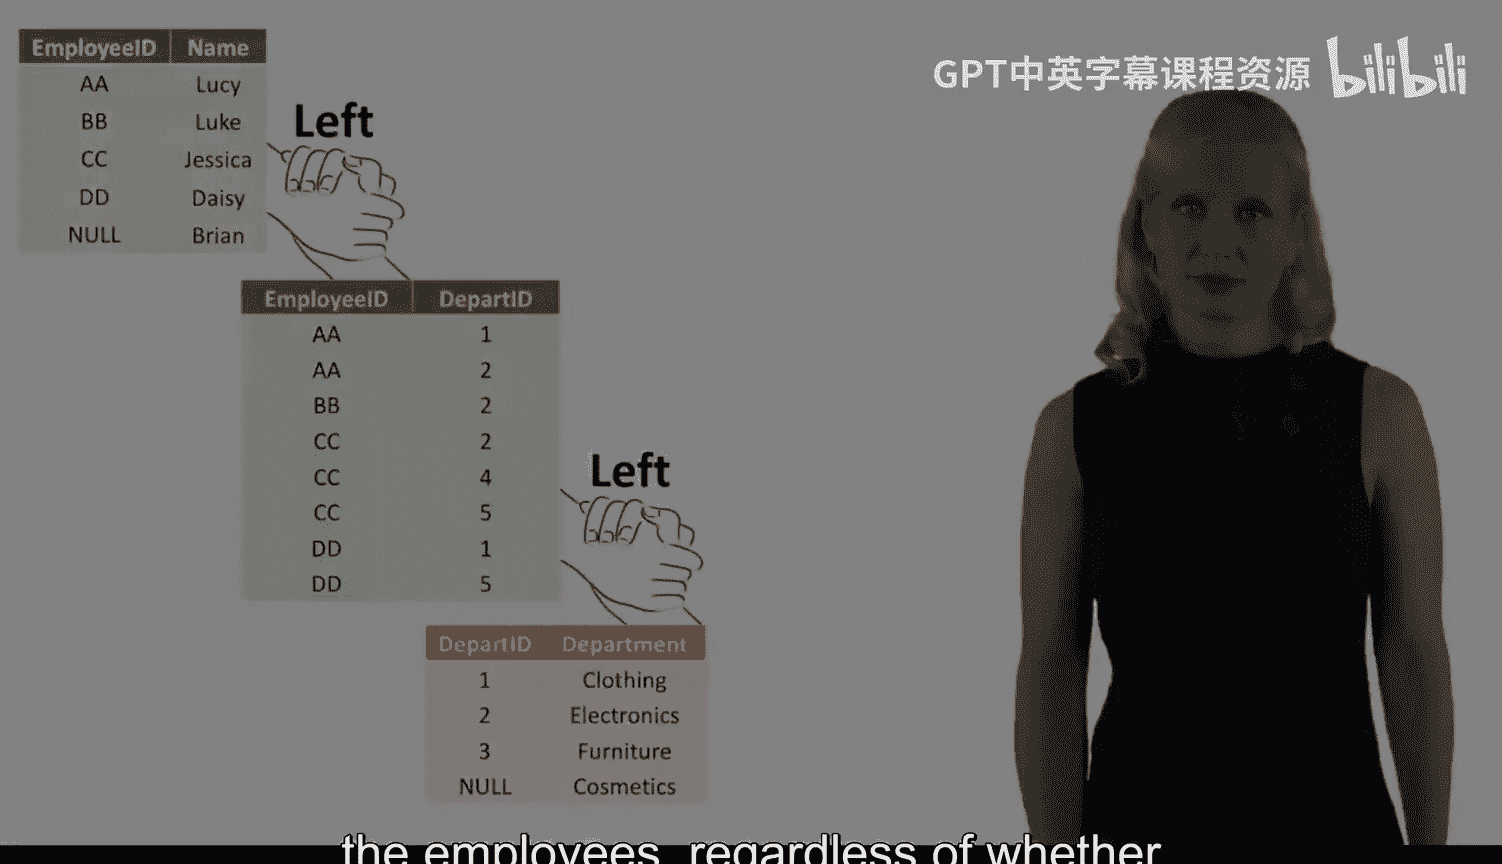 EmployeeID Name
AA Lucy
BB Luke
CC Jessica
DD Daisy
NULL Brian
Left
GPT中英字幕课程资源 bilibili
EmployeeID DepartID
AA 1
AA 2
BB 2
CC 2
CC 4
CC 5
DD 1
DD 5
Left
DepartID Department
1 Clothing
2 Electronics
3 Furniture
NULL Cosmetics
the employees, regardless of whether